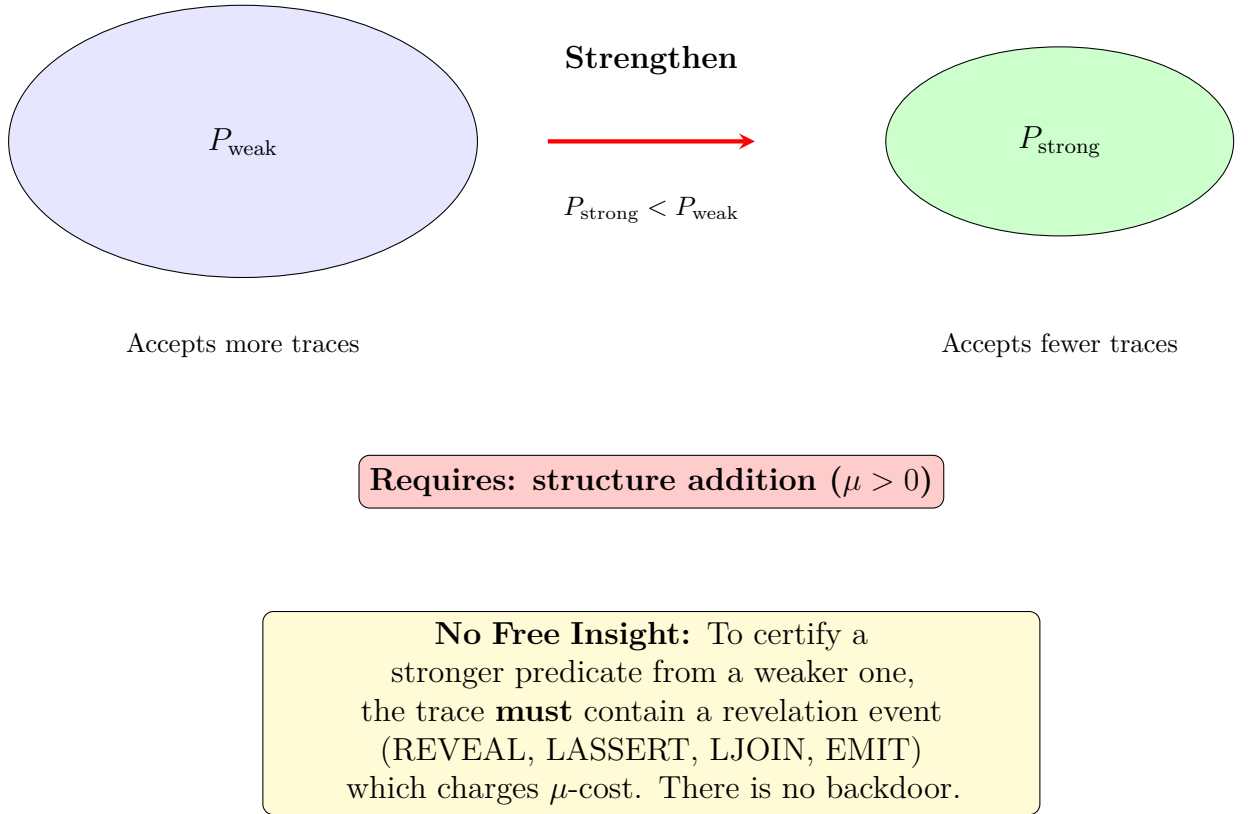 Strengthen
P_weak
P_strong
P_strong < P_weak
Accepts more traces
Accepts fewer traces
Requires: structure addition (μ > 0)
No Free Insight: To certify a
stronger predicate from a weaker one,
the trace must contain a revelation event
(REVEAL, LASSERT, LJOIN, EMIT)
which charges μ-cost. There is no backdoor.